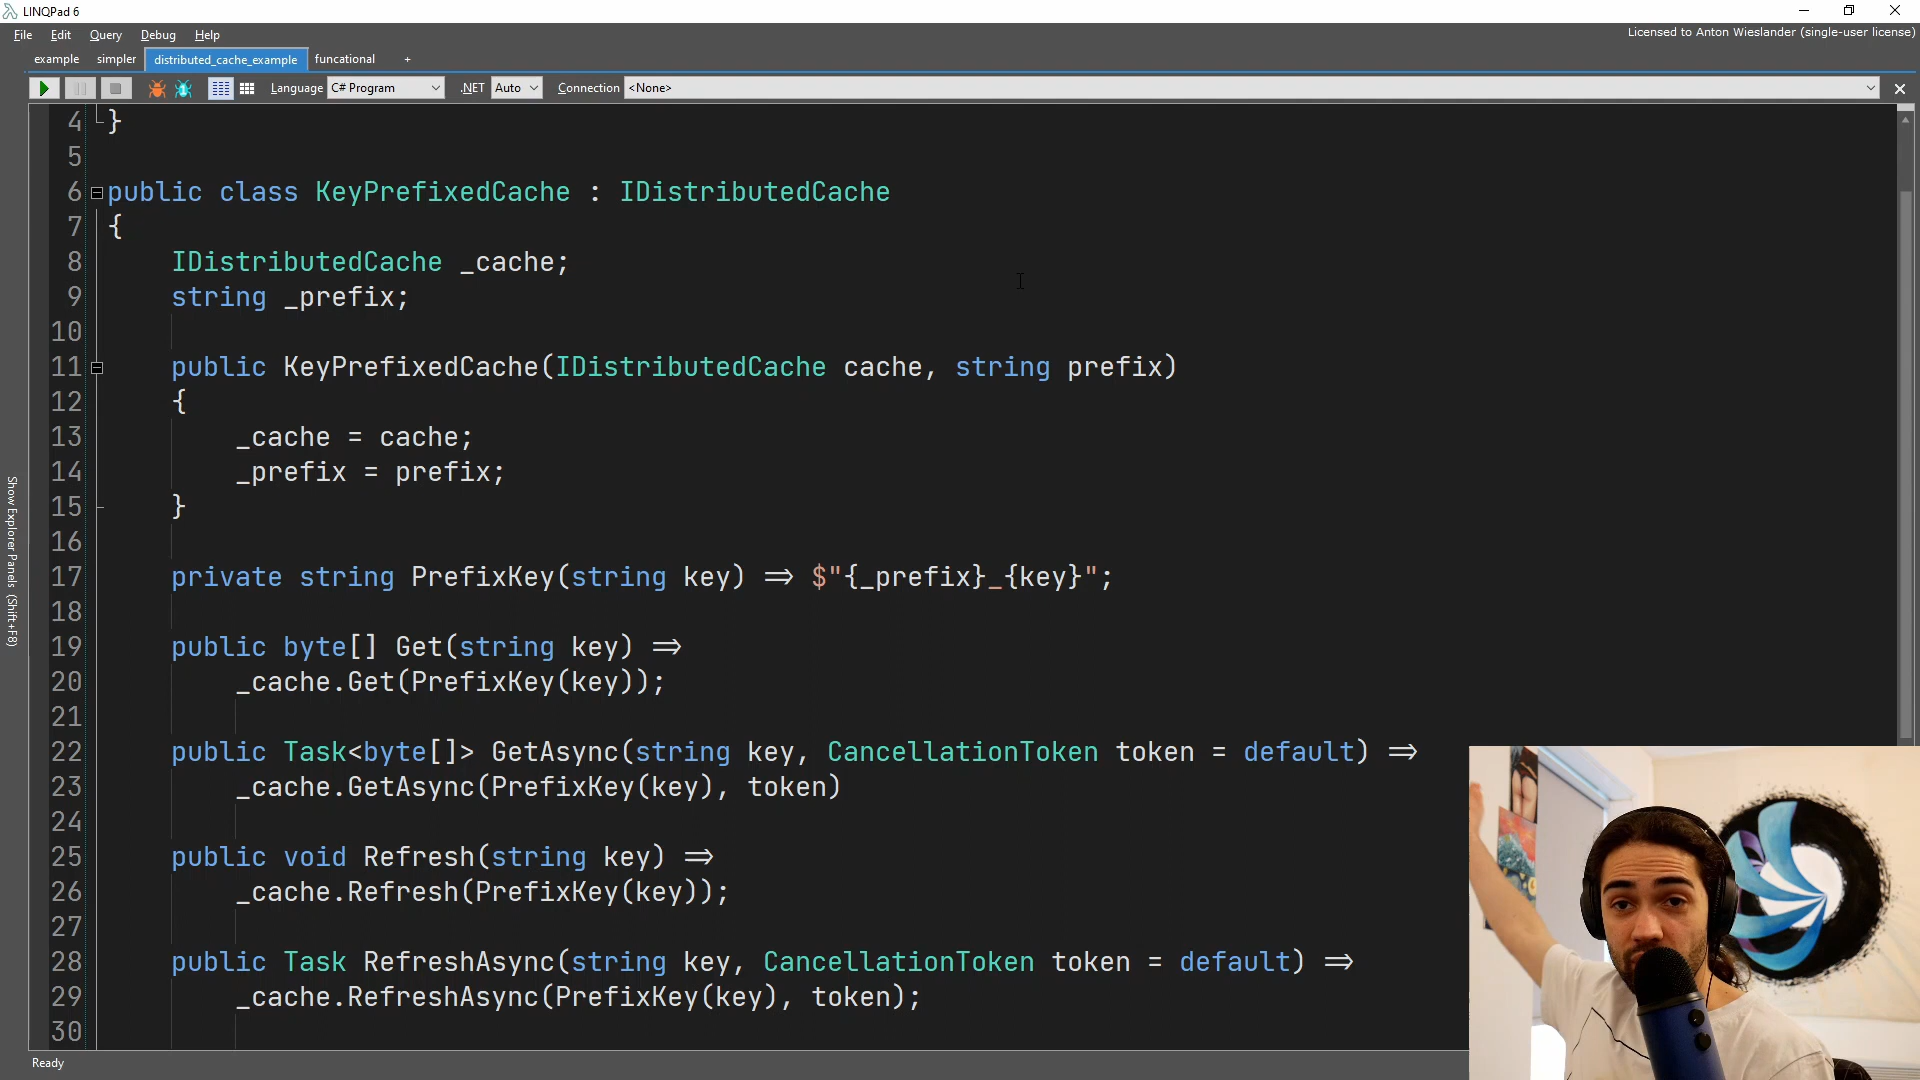 LINQPad 6
File Edit Query Debug Help
Licensed to Anton Wieslander (single-user license)
example simpler distributed_cache_example funcational +
Language C# Program .NET Auto Connection <None>
4 }
5
6 public class KeyPrefixedCache : IDistributedCache
7 {
8 IDistributedCache _cache;
9 string _prefix;
10
11 public KeyPrefixedCache(IDistributedCache cache, string prefix)
12 {
13 _cache = cache;
14 _prefix = prefix;
15 }
16
17 private string PrefixKey(string key) => $"{_prefix}_{key}";
18
19 public byte[] Get(string key) =>
20 _cache.Get(PrefixKey(key));
21
22 public Task<byte[]> GetAsync(string key, CancellationToken token = default) =>
23 _cache.GetAsync(PrefixKey(key), token)
24
25 public void Refresh(string key) =>
26 _cache.Refresh(PrefixKey(key));
27
28 public Task RefreshAsync(string key, CancellationToken token = default) =>
29 _cache.RefreshAsync(PrefixKey(key), token);
30
Show Explorer Panels (Shift+F8)
Ready